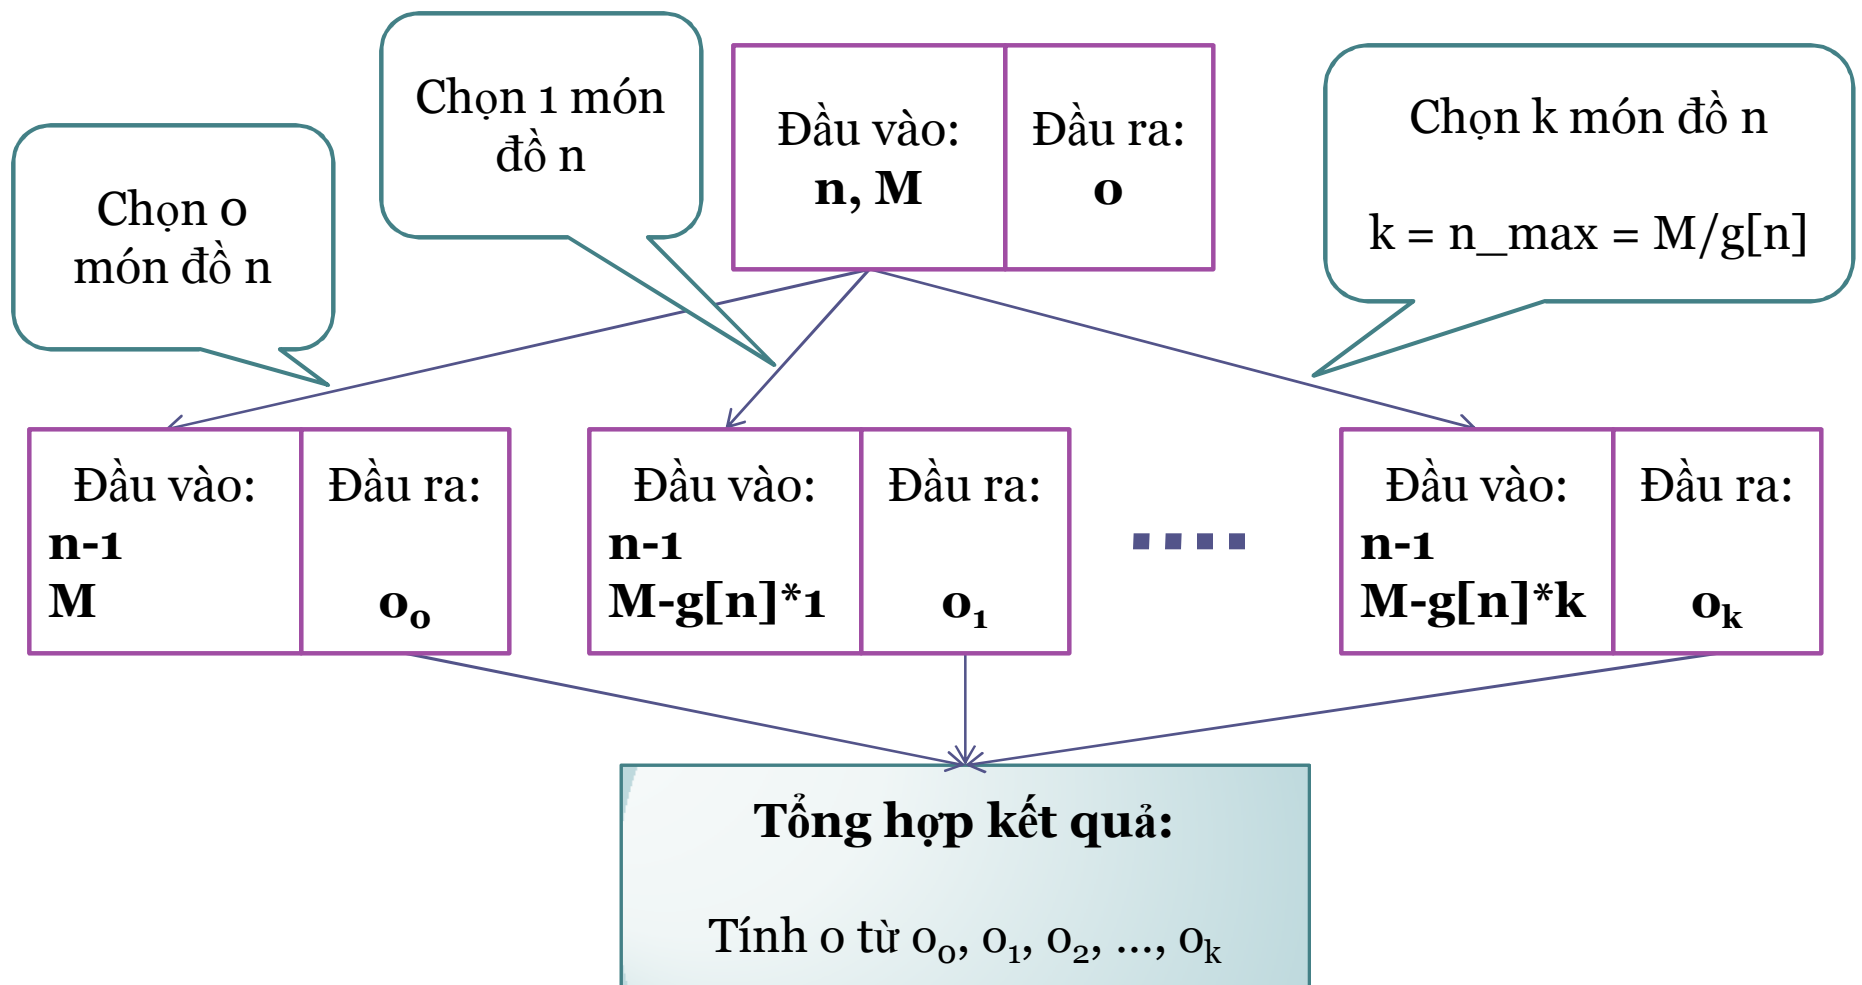 Chọn 0
món đồ n
Chọn 1 món
đồ n
Đầu vào:
n, M
Đầu ra:
o
Chọn k món đồ n
k = n_max = M/g[n]
Đầu vào:
n-1
M
Đầu ra:
o₀
Đầu vào:
n-1
M-g[n]*1
Đầu ra:
o₁
Đầu vào:
n-1
M-g[n]*k
Đầu ra:
oₖ
Tổng hợp kết quả:
Tính o từ o₀, o₁, o₂, ..., oₖ